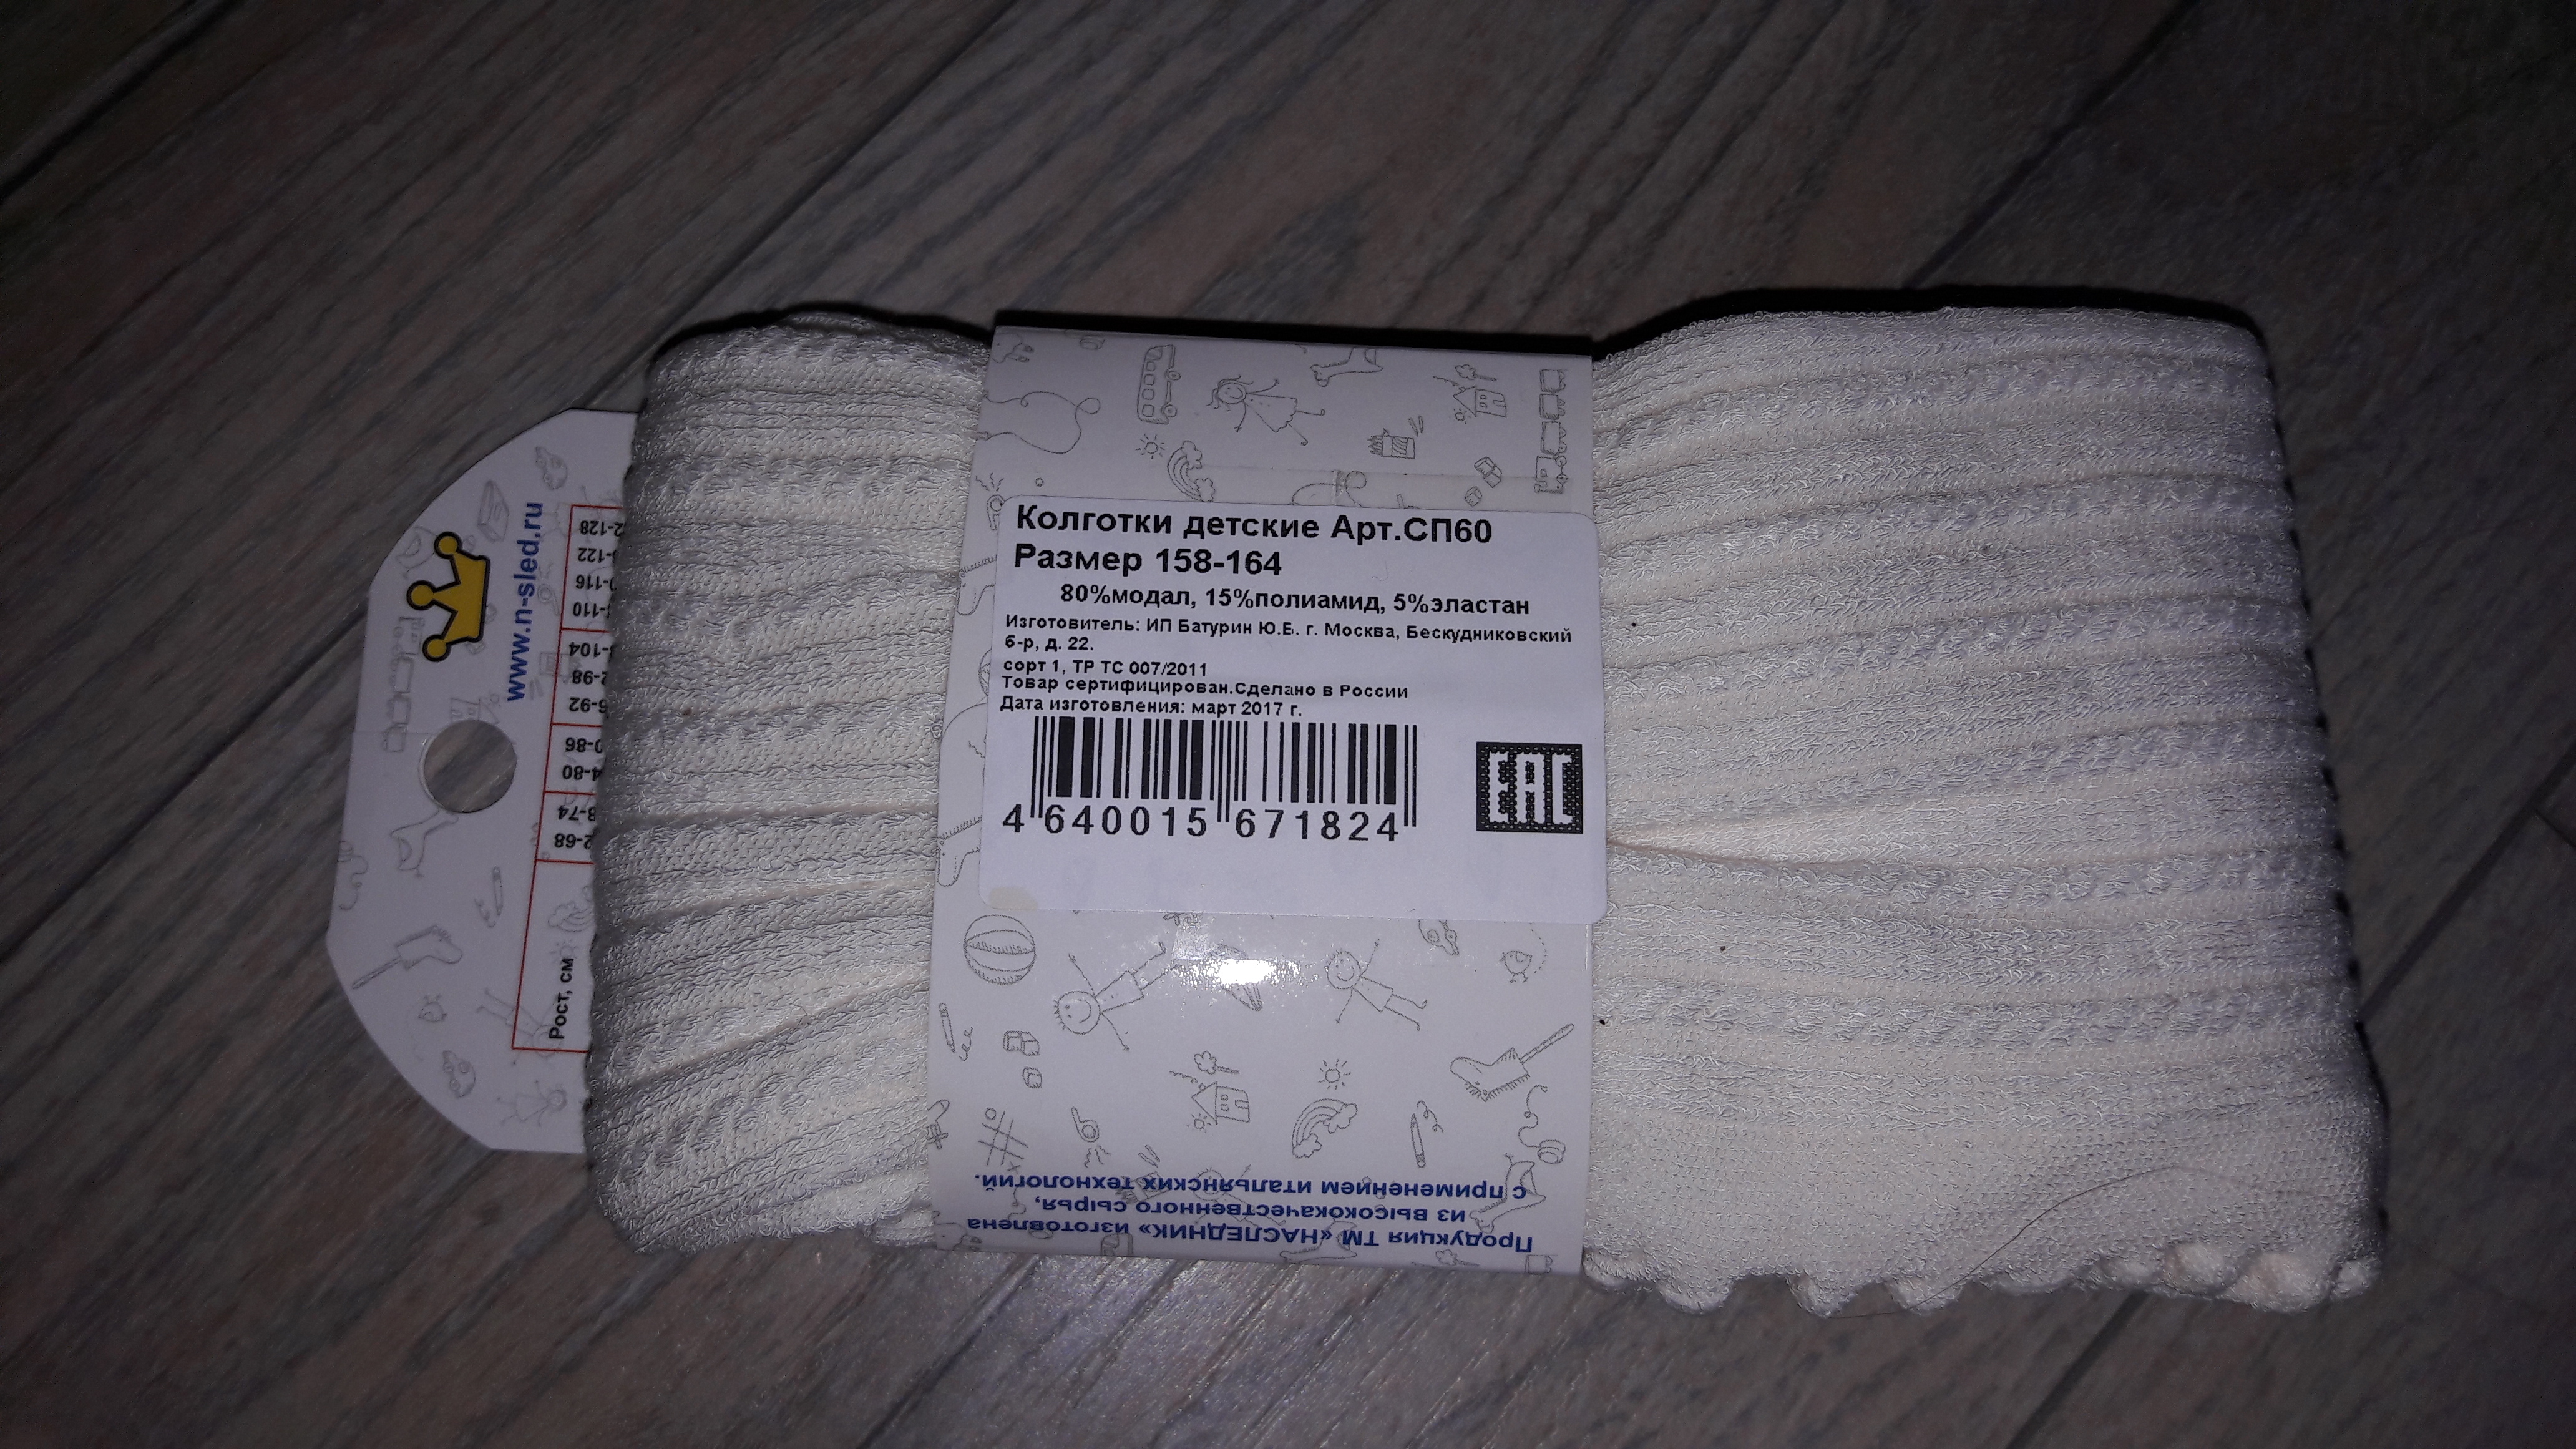 Колготки детские Арт.СП60
Размер 158-164
80%модал, 15%полиамид, 5%эластан
Изготовитель: ИП Батурин Ю.Б. г. Москва, Бескудниковский
б-р, д. 22.
сорт 1, ТР ТС 007/2011
Товар сертифицирован.Сделано в России
Дата изготовления: март 2017 г.
4 640015 671824
EAC
Продукция ТМ «НАСЛЕДНИК» изготовлена
из высококачественного сырья,
с применением итальянских технологий.
www.n-sled.ru
Рост, см